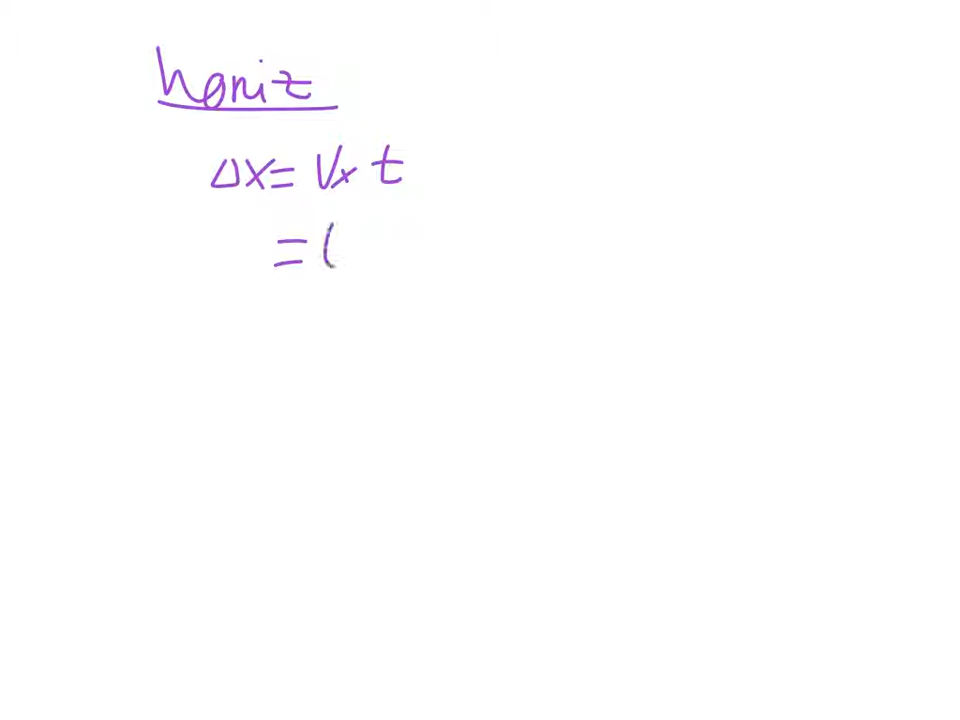 horiz
Δx = Vx t
= (